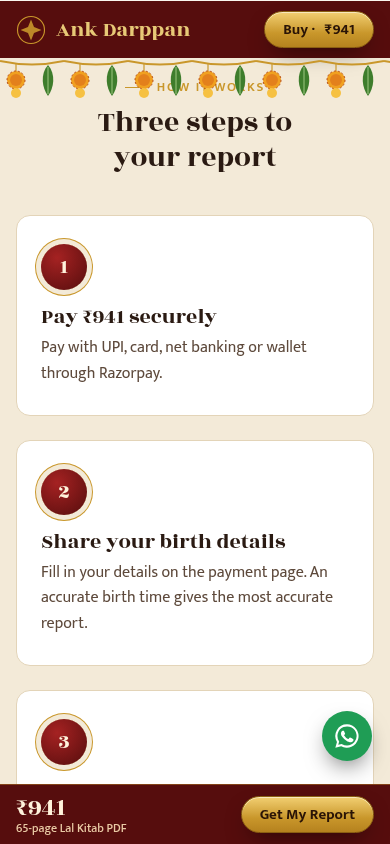 Ank Darppan
Buy · ₹941
HOW IT WORKS
Three steps to
your report
1
Pay ₹941 securely
Pay with UPI, card, net banking or wallet
through Razorpay.
2
Share your birth details
Fill in your details on the payment page. An
accurate birth time gives the most accurate
report.
3
₹941
65-page Lal Kitab PDF
Get My Report